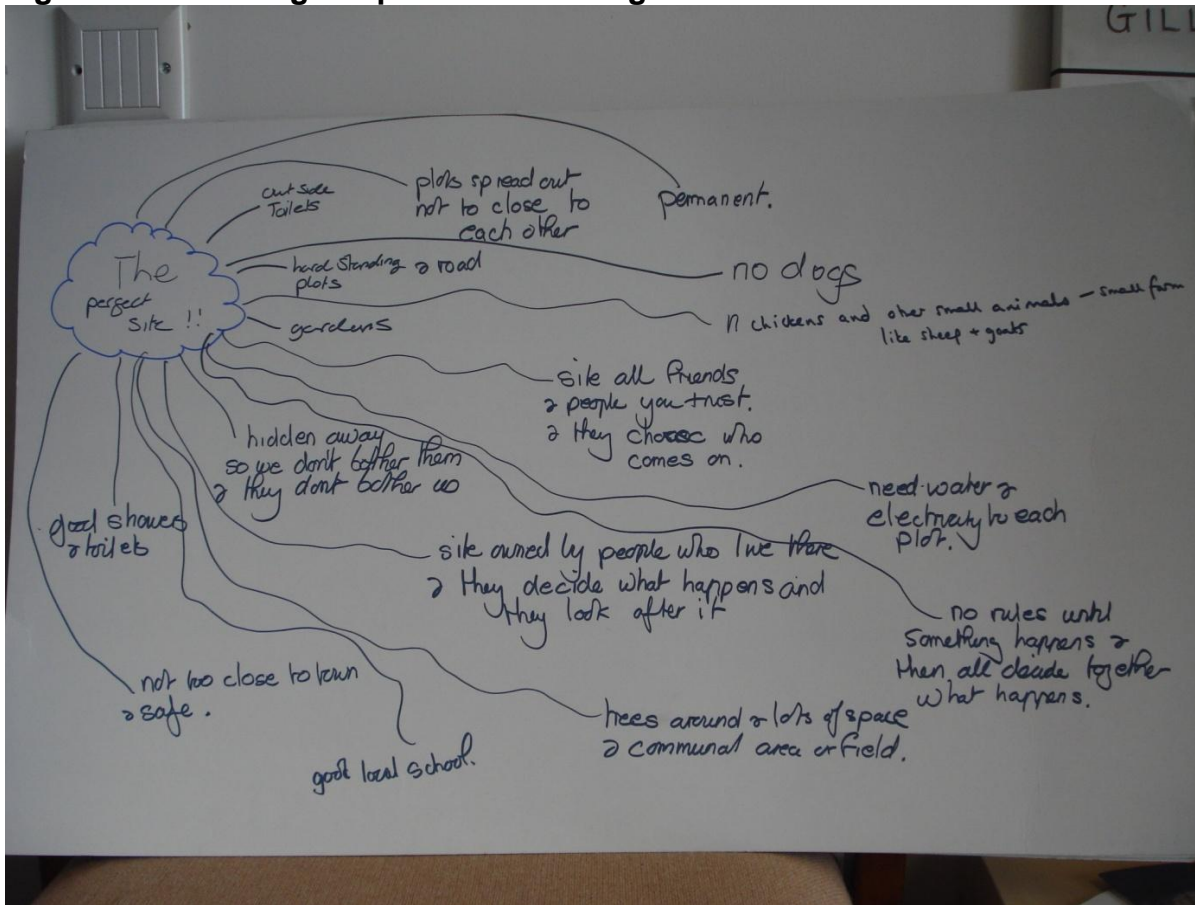 GILL
The
perfect
site !!
permanent.
plots spread out
not to close to
each other
outside
Toilets
hard standing & road
plots
no dogs
chickens and other small animals - small farm
like sheep + goats
gardens
site all friends
& people you trust.
& they choose who
comes on.
hidden away
so we don't bother them
& they dont bother us
need water &
electricity to each
plot.
good showers
& toilets
site owned by people who live there
& they decide what happens and
they look after it
no rules until
something happens &
then all decide together
what happens.
not too close to town
& safe.
trees around & lots of space
& communal area or field.
good local school.